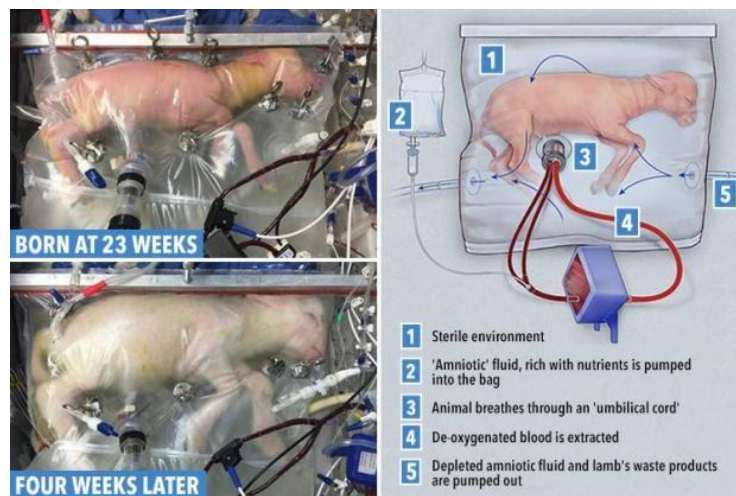 BORN AT 23 WEEKS
FOUR WEEKS LATER
1
2
3
4
5
1 Sterile environment
2 'Amniotic' fluid, rich with nutrients is pumped
into the bag
3 Animal breathes through an 'umbilical cord'
4 De-oxygenated blood is extracted
5 Depleted amniotic fluid and lamb's waste products
are pumped out